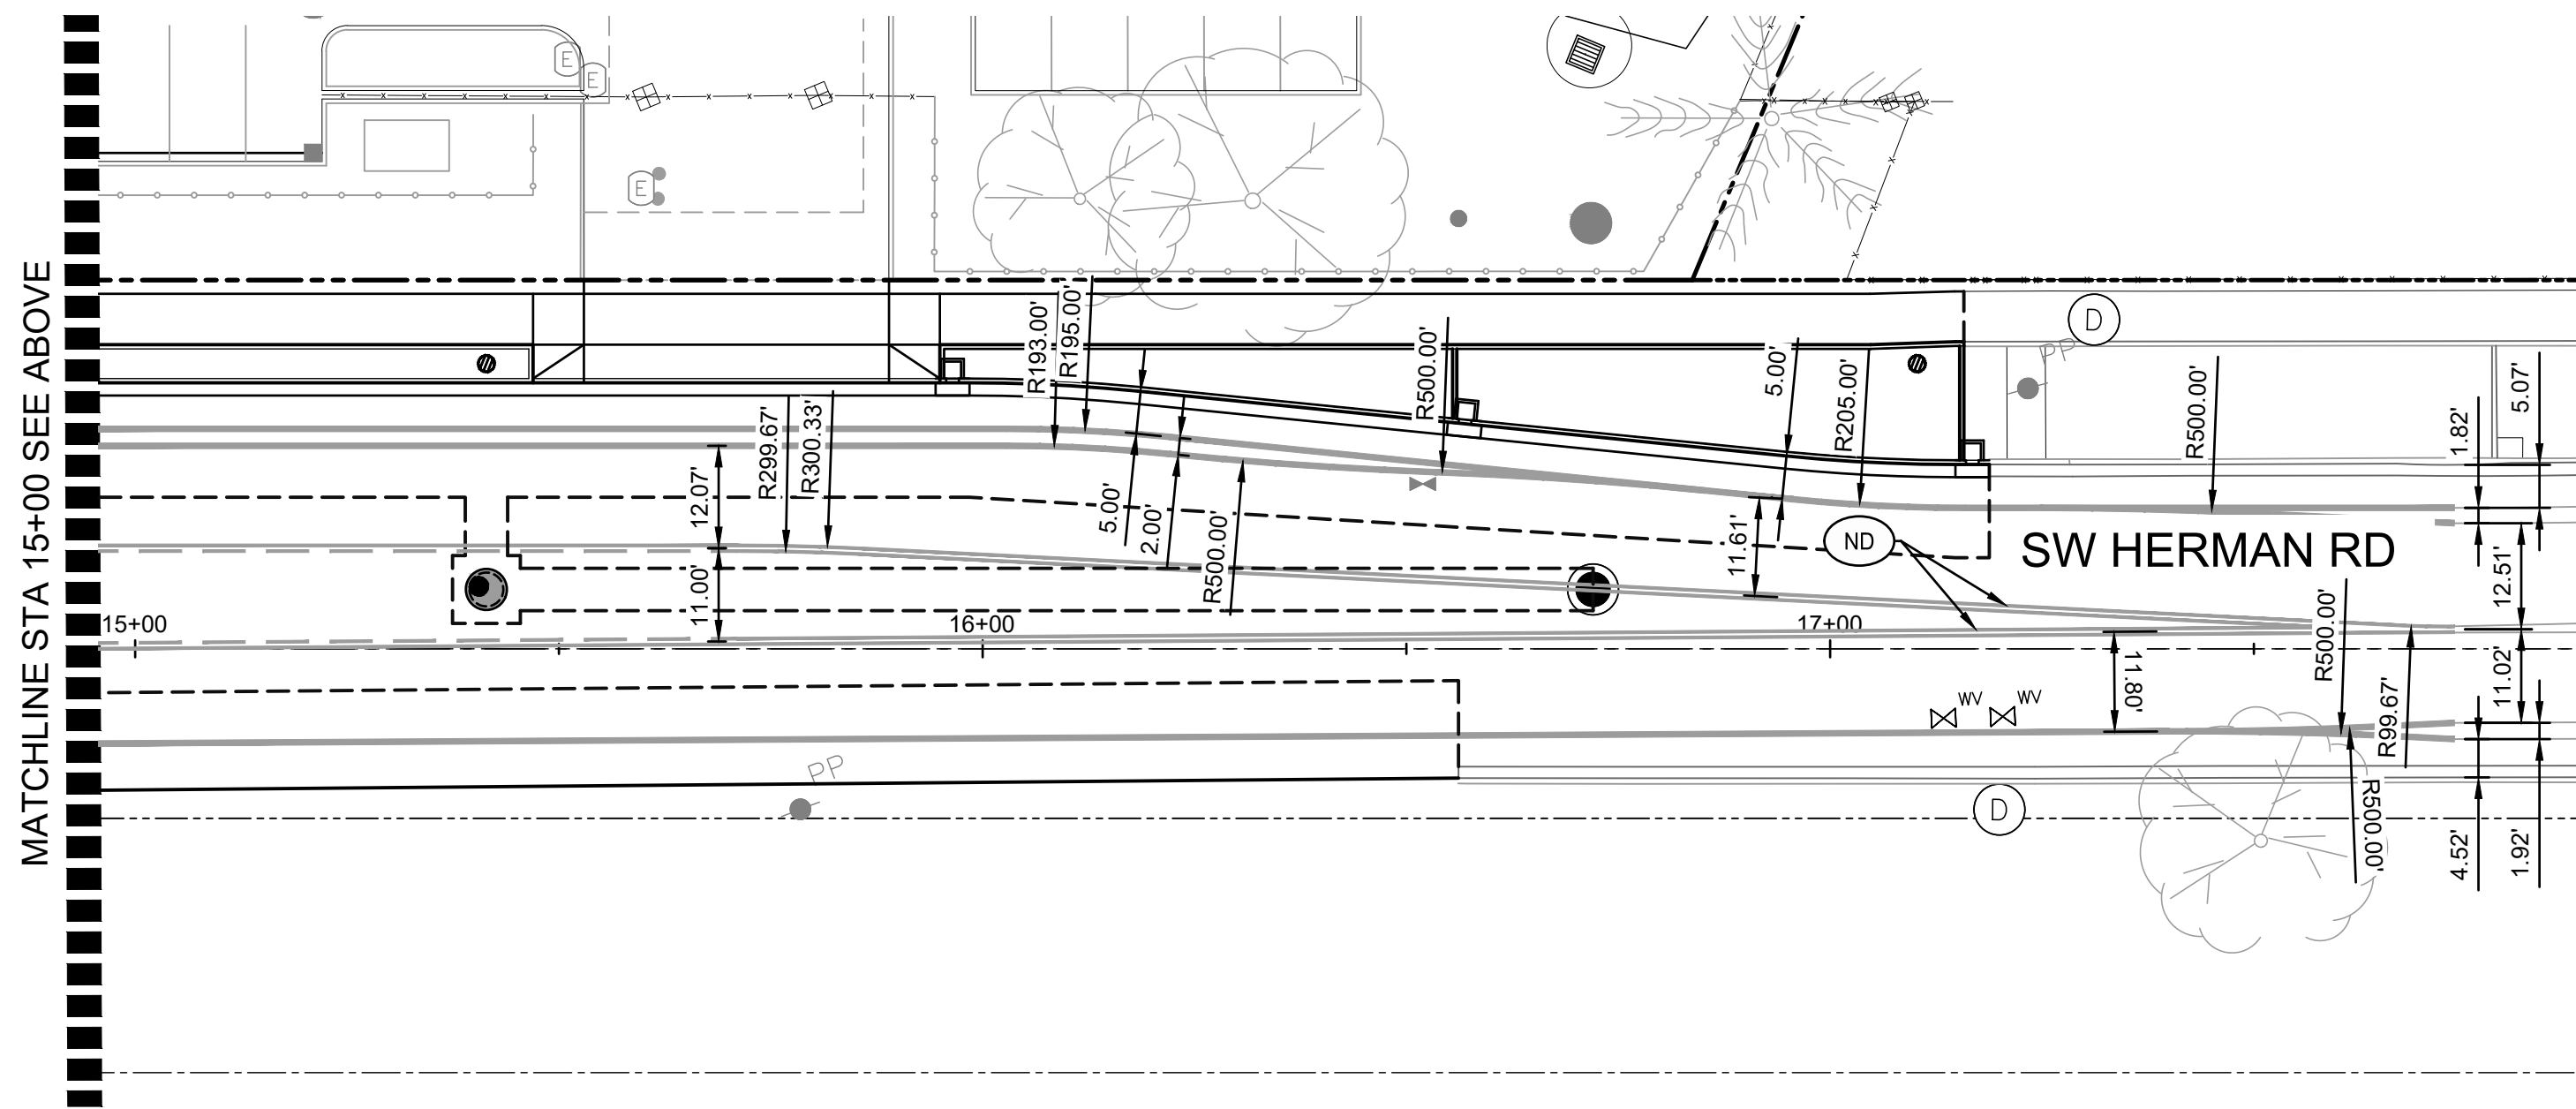 MATCHLINE STA 15+00 SEE ABOVE
E
E
E
D
PP
R193.00'
R195.00'
R500.00'
5.00'
R205.00'
R500.00'
1.82'
5.07'
R299.67'
R300.33'
12.07'
5.00'
2.00'
R500.00'
11.61'
ND
SW HERMAN RD
12.51'
11.00'
15+00
16+00
17+00
R500.00'
11.80'
11.02'
WV
WV
R99.67'
PP
D
R500.00'
4.52'
1.92'